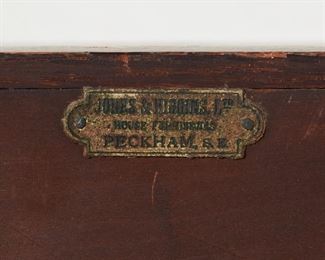 JONES & HIGGINS, LTD
HOUSE FURNISHERS
PECKHAM, S.E.